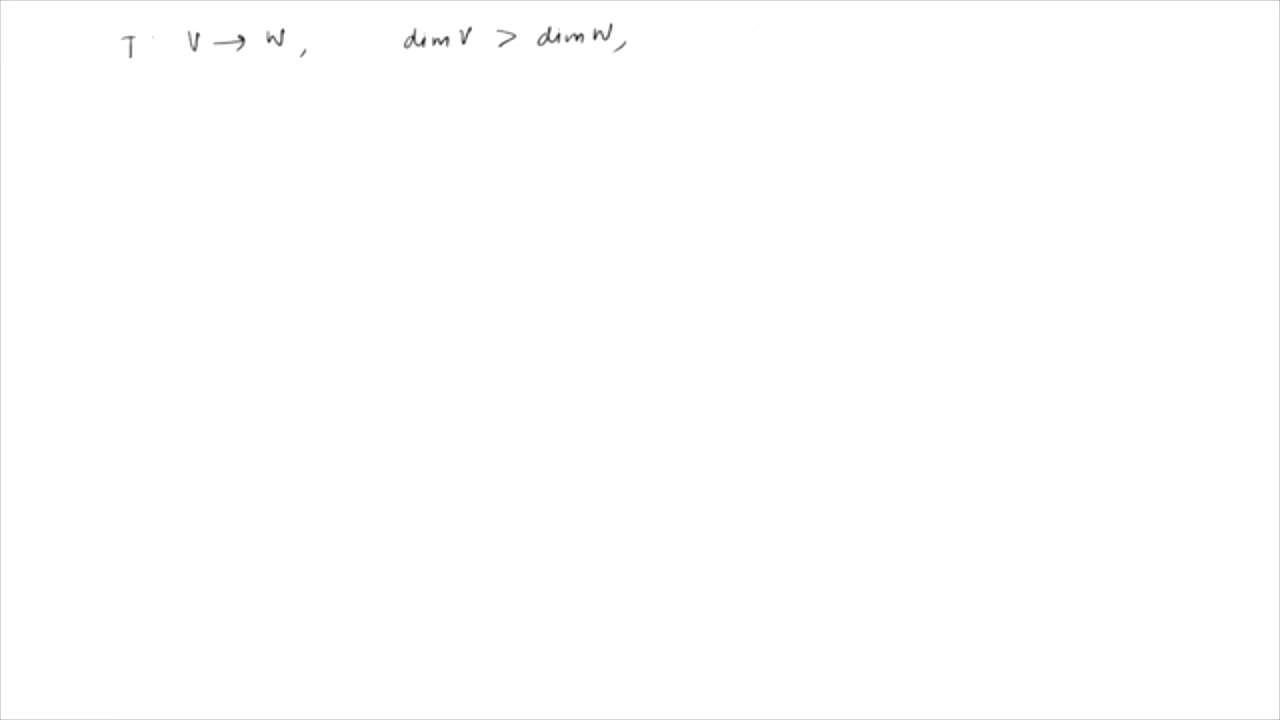 T : V → W , dim V > dim W,